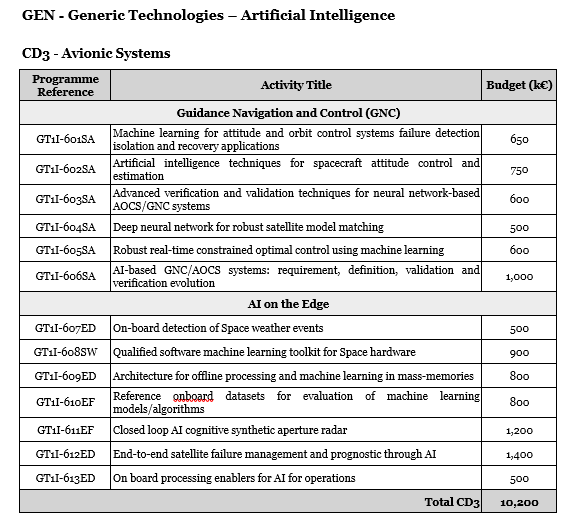 GEN - Generic Technologies – Artificial Intelligence
CD3 - Avionic Systems
Programme Reference Activity Title Budget (k€)
Guidance Navigation and Control (GNC)
GT1I-601SA Machine learning for attitude and orbit control systems failure detection 650
isolation and recovery applications
GT1I-602SA Artificial intelligence techniques for spacecraft attitude control and 750
estimation
GT1I-603SA Advanced verification and validation techniques for neural network-based 600
AOCS/GNC systems
GT1I-604SA Deep neural network for robust satellite model matching 500
GT1I-605SA Robust real-time constrained optimal control using machine learning 600
GT1I-606SA AI-based GNC/AOCS systems: requirement, definition, validation and 1,000
verification evolution
AI on the Edge
GT1I-607ED On-board detection of Space weather events 500
GT1I-608SW Qualified software machine learning toolkit for Space hardware 900
GT1I-609ED Architecture for offline processing and machine learning in mass-memories 800
GT1I-610EF Reference onboard datasets for evaluation of machine learning 800
models/algorithms
GT1I-611EF Closed loop AI cognitive synthetic aperture radar 1,200
GT1I-612ED End-to-end satellite failure management and prognostic through AI 1,400
GT1I-613ED On board processing enablers for AI for operations 500
Total CD3 10,200